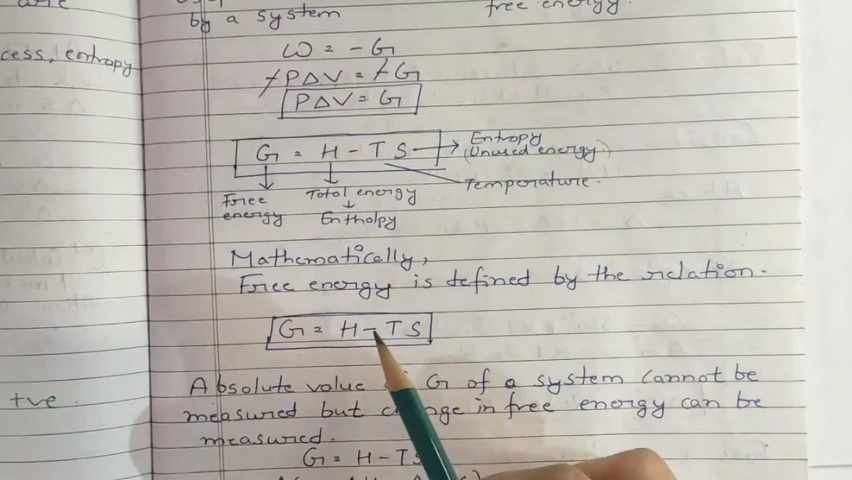 free energy.
by a system
cess, entropy
W = - G
-PΔV = -G
PΔV = G
G = H - T S → Entropy
(Unused energy)
Temperature.
Free energy
Total energy
↓
Enthalpy
Mathematically,
Free energy is defined by the relation.
G = H - T S
Absolute value G of a system cannot be
+ve.
measured but in free energy can be
measured.
G = H - TS